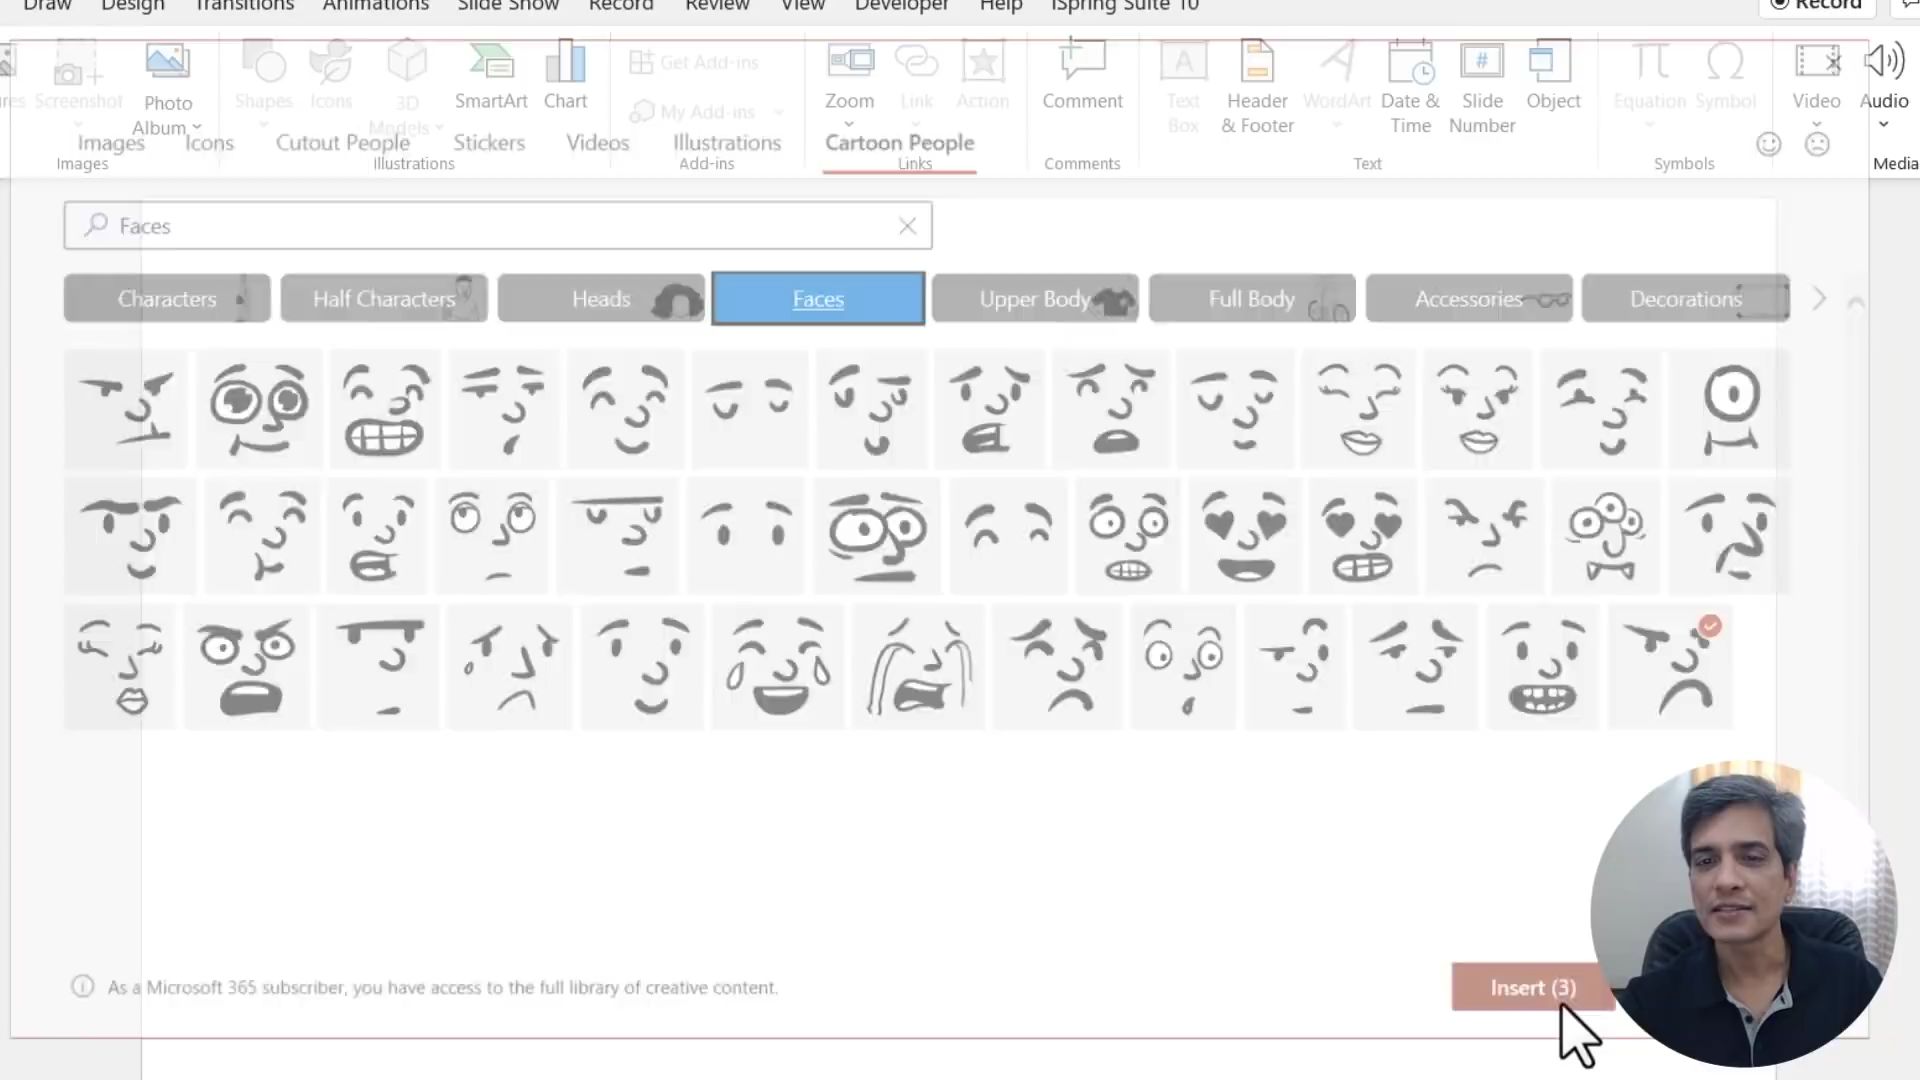 Draw Design Transitions Animations Slide Show Record Review View Developer Help iSpring Suite 10 Record
Screenshot Photo Album Shapes Icons 3D Models SmartArt Chart Get Add-ins My Add-ins Zoom Link Action Comment Text Box Header & Footer WordArt Date & Time Slide Number Object Equation Symbol Video Audio
Images Icons Cutout People Stickers Videos Illustrations Cartoon People
Images Illustrations Add-ins Links Comments Text Symbols Media
Faces
Characters Half Characters Heads Faces Upper Body Full Body Accessories Decorations
As a Microsoft 365 subscriber, you have access to the full library of creative content.
Insert (3)